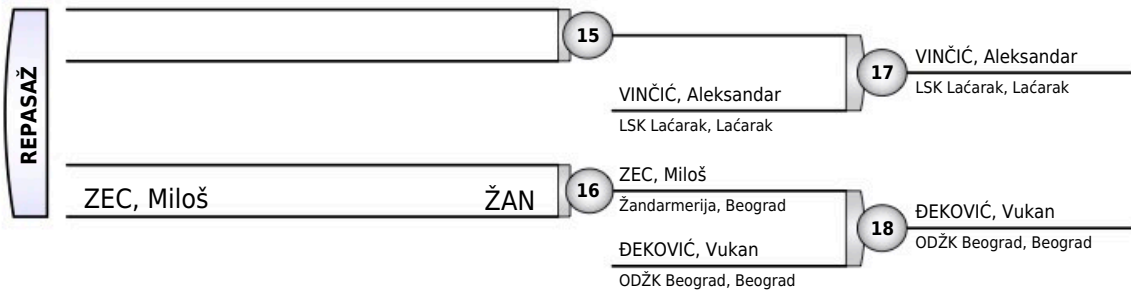 REPASAŽ
15
VINČIĆ, Aleksandar
LSK Laćarak, Laćarak
17
VINČIĆ, Aleksandar
LSK Laćarak, Laćarak
ZEC, Miloš ŽAN
16
ZEC, Miloš
Žandarmerija, Beograd
ĐEKOVIĆ, Vukan
ODŽK Beograd, Beograd
18
ĐEKOVIĆ, Vukan
ODŽK Beograd, Beograd